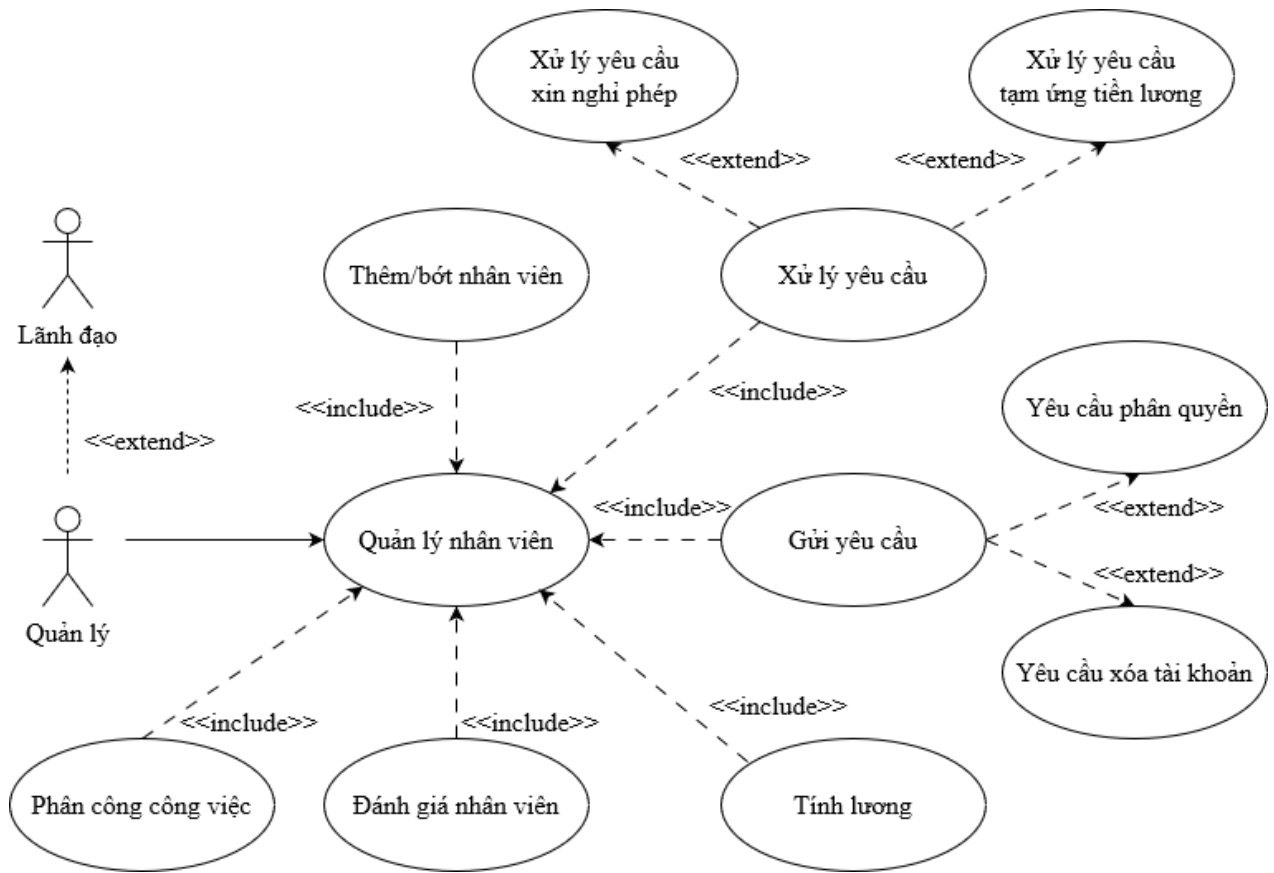 Xử lý yêu cầu
xin nghỉ phép
Xử lý yêu cầu
tạm ứng tiền lương
<<extend>>
<<extend>>
Thêm/bớt nhân viên
Xử lý yêu cầu
Lãnh đạo
<<include>>
<<include>>
Yêu cầu phân quyền
<<extend>>
<<include>>
<<extend>>
Quản lý nhân viên
Gửi yêu cầu
<<extend>>
Quản lý
Yêu cầu xóa tài khoản
<<include>>
<<include>>
<<include>>
Phân công công việc
Đánh giá nhân viên
Tính lương